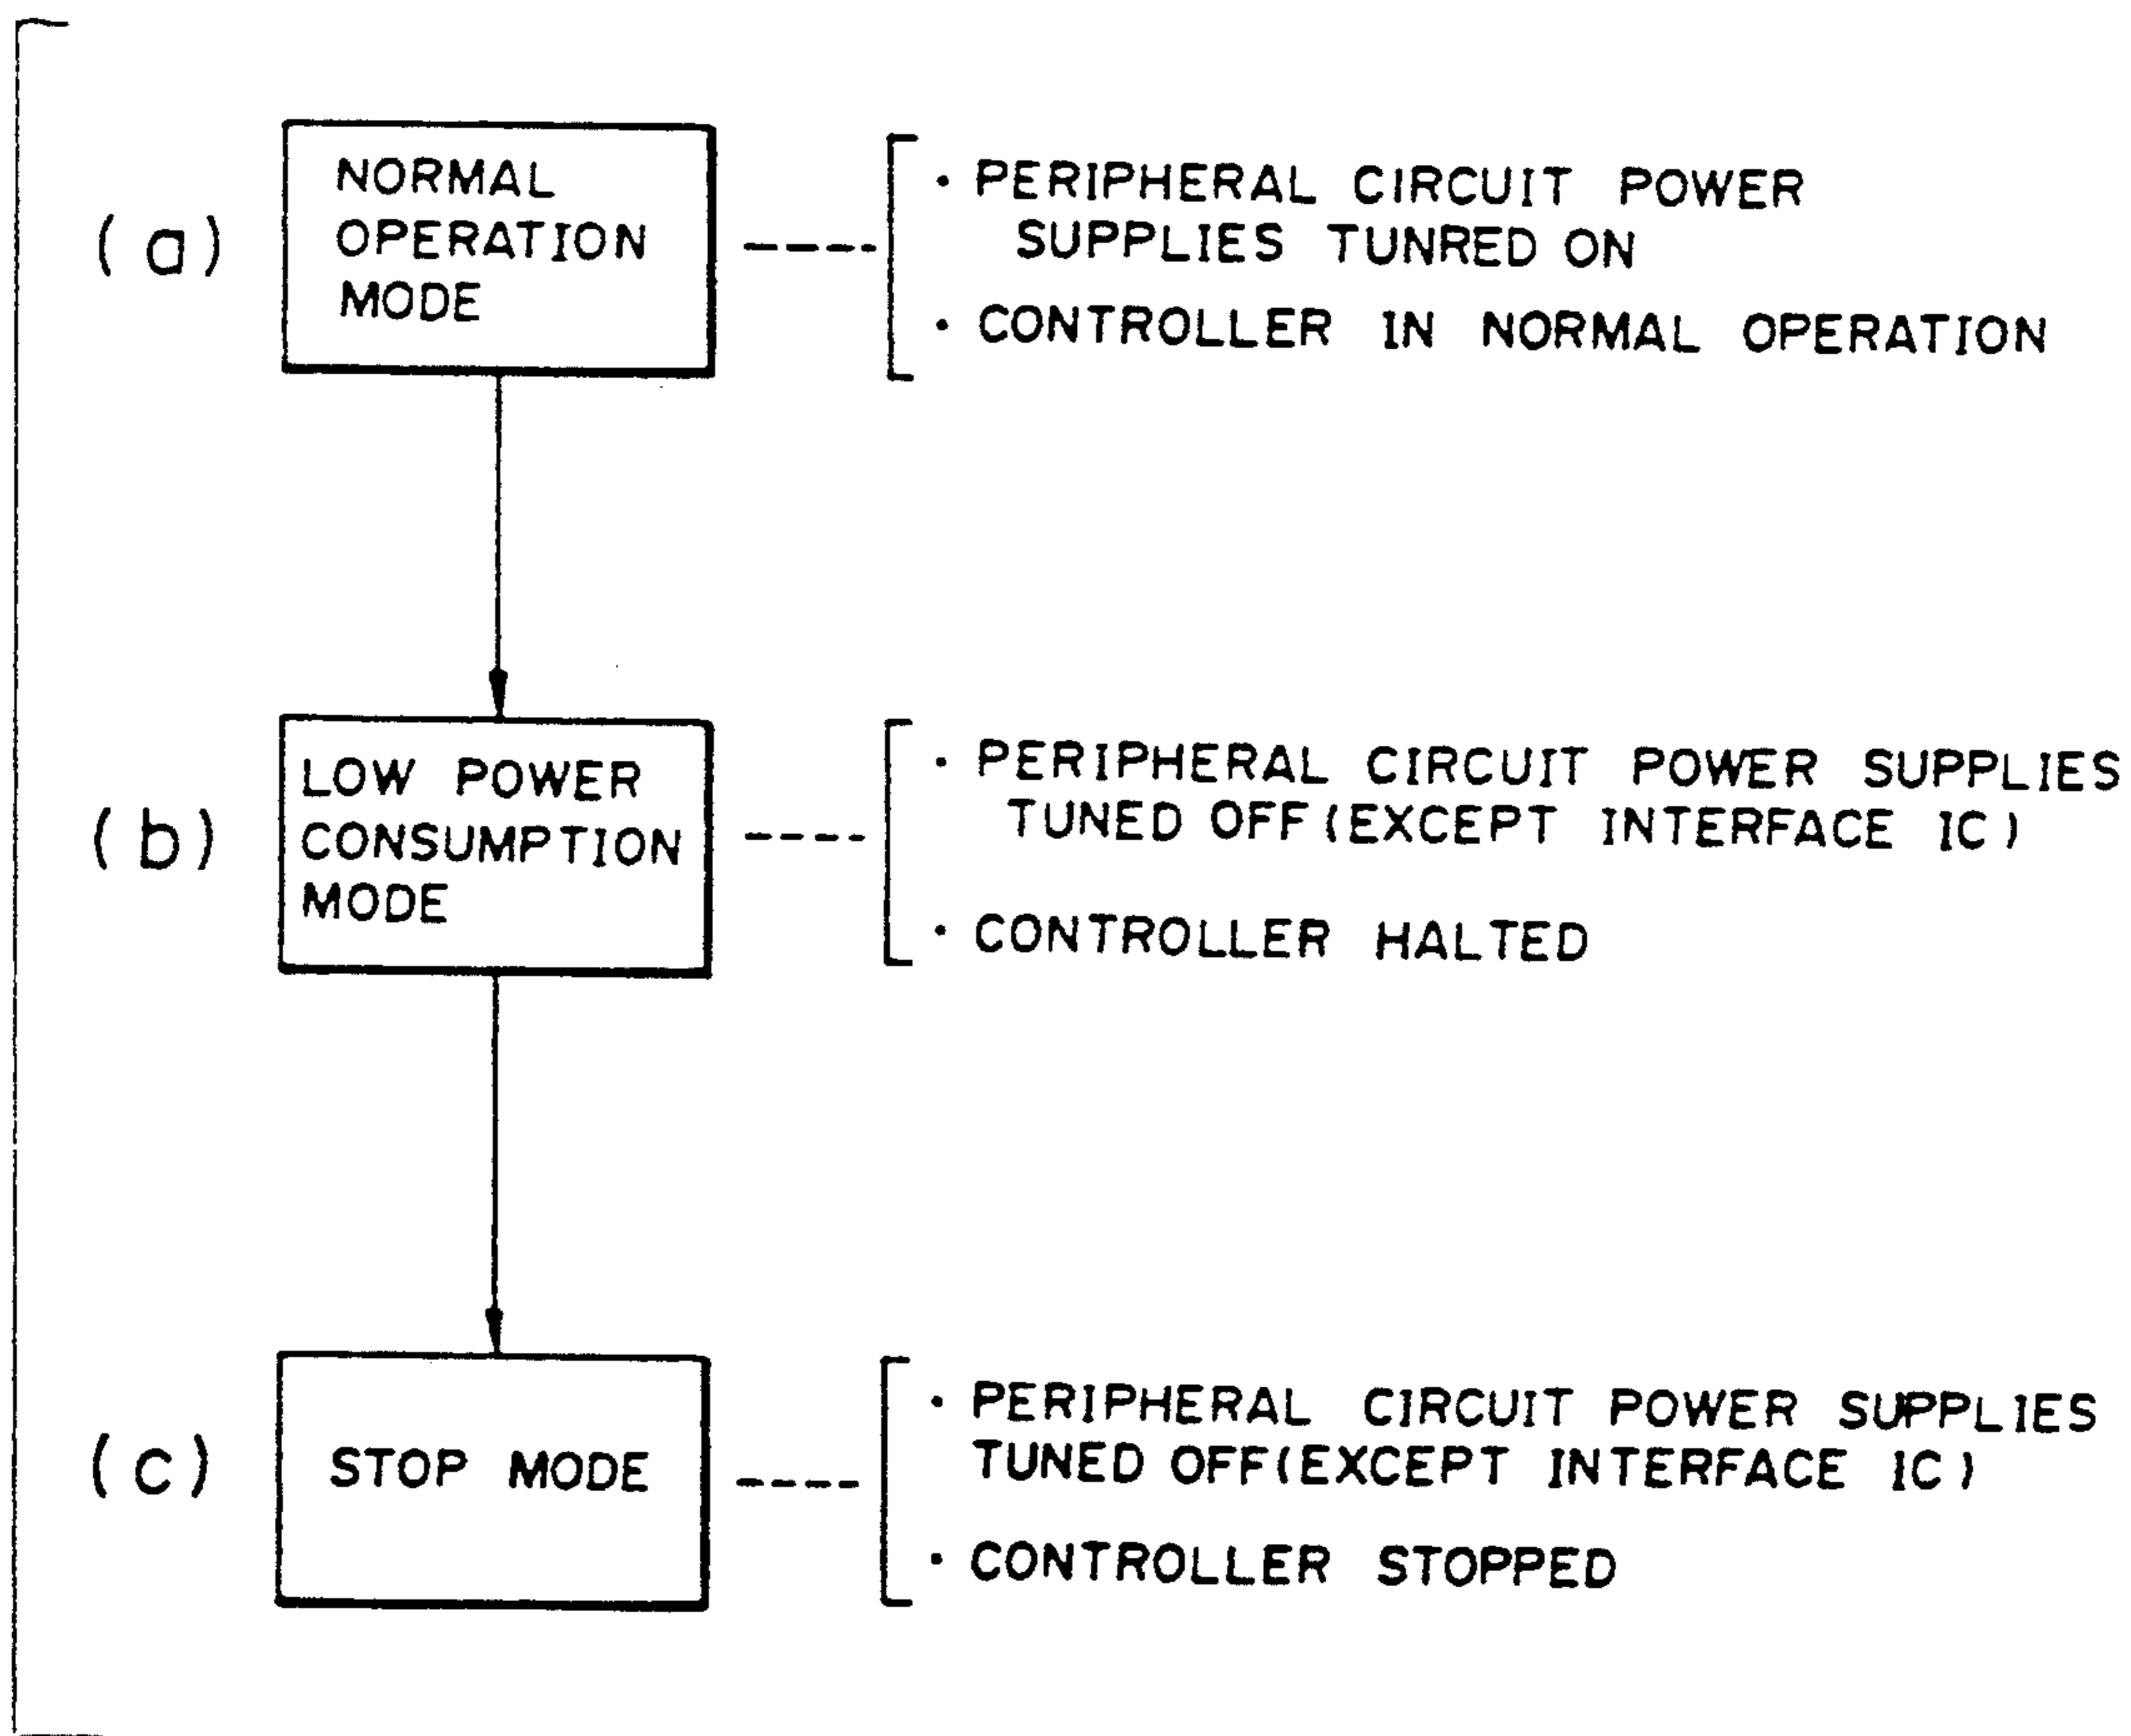 (a)
NORMAL
OPERATION
MODE
· PERIPHERAL CIRCUIT POWER
SUPPLIES TUNRED ON
· CONTROLLER IN NORMAL OPERATION
(b)
LOW POWER
CONSUMPTION
MODE
· PERIPHERAL CIRCUIT POWER SUPPLIES
TUNED OFF (EXCEPT INTERFACE IC)
· CONTROLLER HALTED
(c)
STOP MODE
· PERIPHERAL CIRCUIT POWER SUPPLIES
TUNED OFF (EXCEPT INTERFACE IC)
· CONTROLLER STOPPED